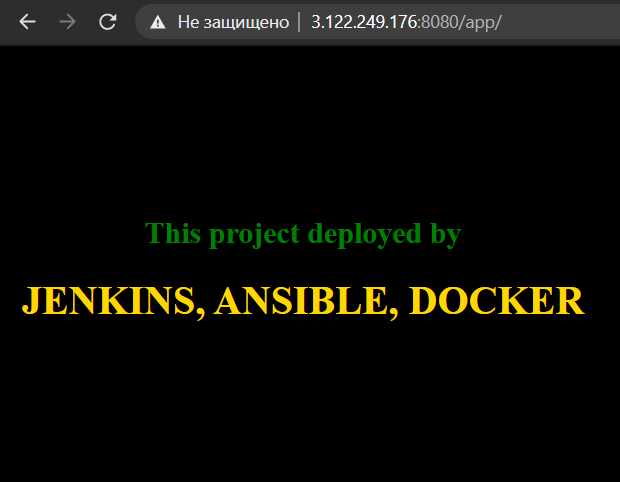 Не защищено | 3.122.249.176:8080/app/
This project deployed by
JENKINS, ANSIBLE, DOCKER